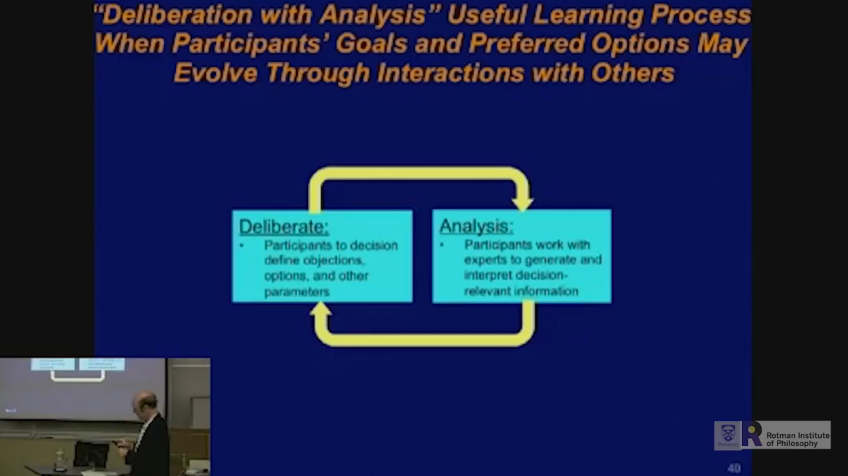 “Deliberation with Analysis” Useful Learning Process
When Participants’ Goals and Preferred Options May
Evolve Through Interactions with Others
Deliberate:
• Participants to decision
define objections,
options, and other
parameters
Analysis:
• Participants work with
experts to generate and
interpret decision-
relevant information
Rotman Institute
of Philosophy
40